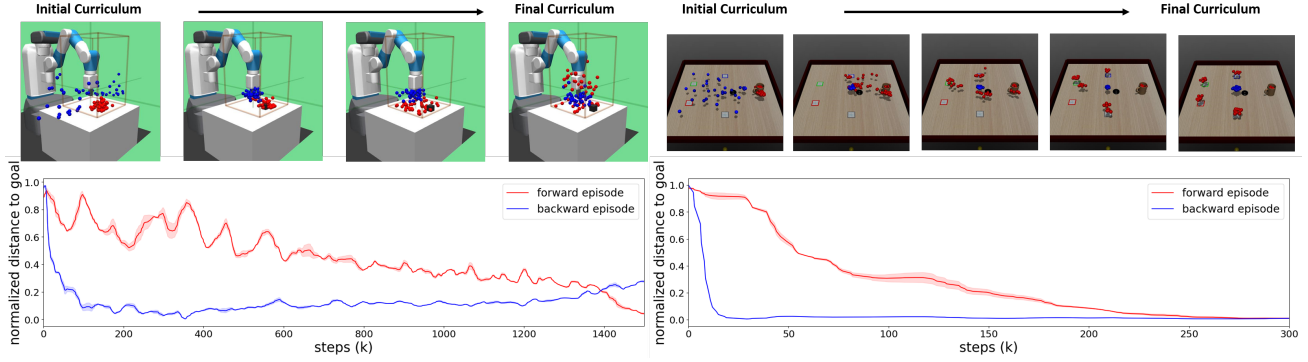 Initial Curriculum
Final Curriculum
Initial Curriculum
Final Curriculum
normalized distance to goal
1.0
0.8
0.6
0.4
0.2
0.0
forward episode
backward episode
0
200
400
600
800
1000
1200
1400
steps (k)
normalized distance to goal
1.0
0.8
0.6
0.4
0.2
0.0
forward episode
backward episode
0
50
100
150
200
250
300
steps (k)